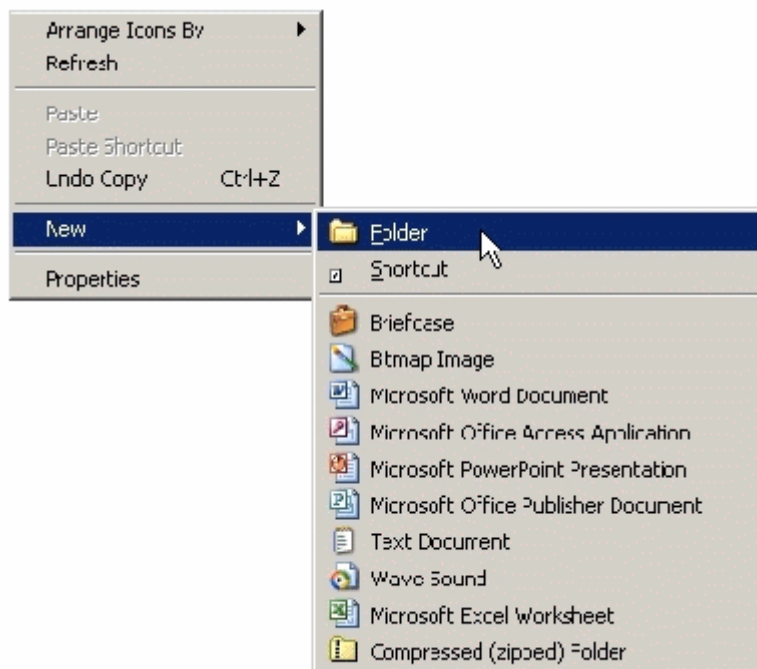 Arrange Icons By
Refresh
Paste
Paste Shortcut
Undo Copy Ctrl+Z
New
Properties
Folder
Shortcut
Briefcase
Bitmap Image
Microsoft Word Document
Microsoft Office Access Application
Microsoft PowerPoint Presentation
Microsoft Office Publisher Document
Text Document
Wave Sound
Microsoft Excel Worksheet
Compressed (zipped) Folder